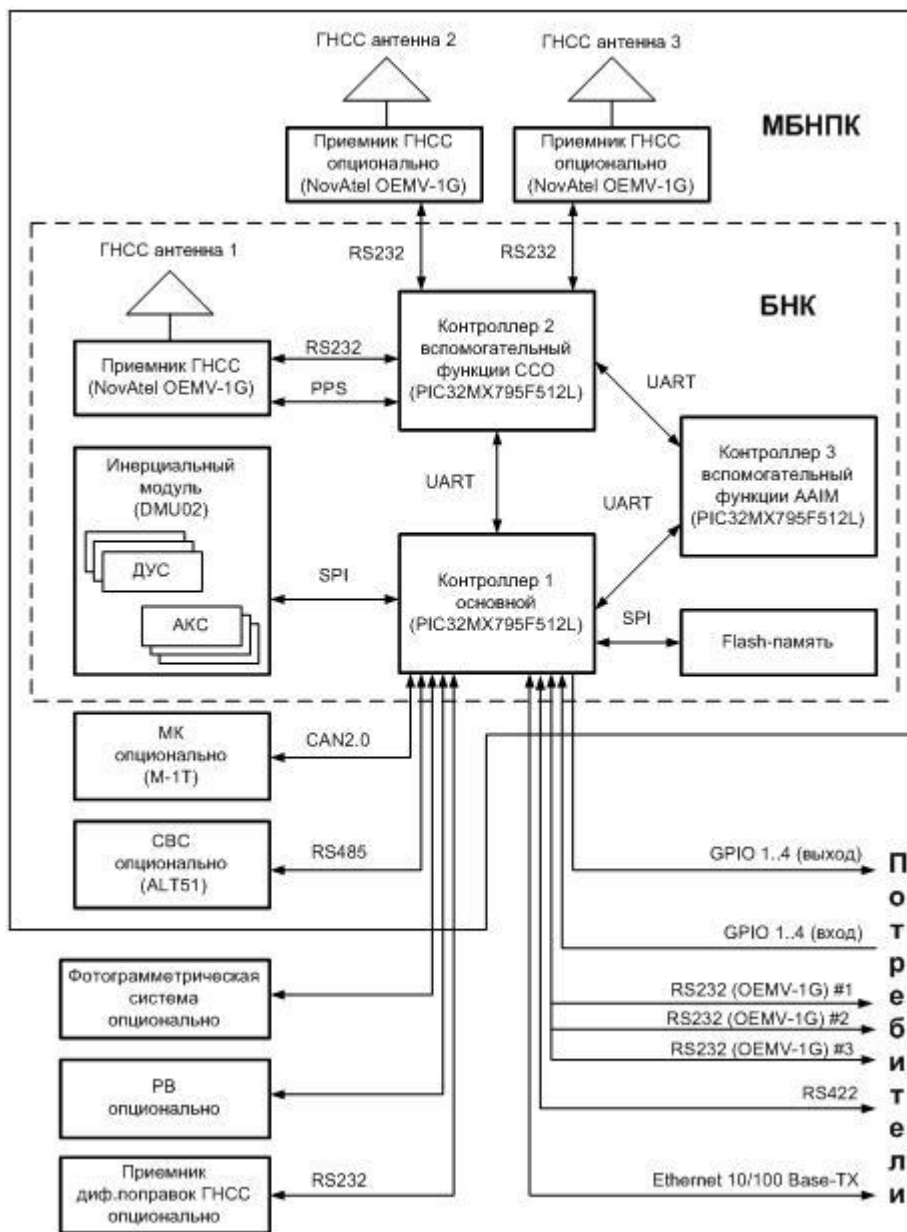 ГНСС антенна 2
ГНСС антенна 3
МБНПК
Приемник ГНСС
опционально
(NovAtel OEMV-1G)
Приемник ГНСС
опционально
(NovAtel OEMV-1G)
RS232
RS232
БНК
ГНСС антенна 1
Приемник ГНСС
(NovAtel OEMV-1G)
RS232
PPS
Контроллер 2
вспомогательный
функции ССО
(PIC32MX795F512L)
UART
Контроллер 3
вспомогательный
функции AAIM
(PIC32MX795F512L)
UART
UART
Инерциальный
модуль
(DMU02)
ДУС
АКС
SPI
Контроллер 1
основной
(PIC32MX795F512L)
SPI
Flash-память
МК
опционально
(М-1Т)
CAN2.0
СВС
опционально
(ALT51)
RS485
Фотограмметрическая
система
опционально
РВ
опционально
Приемник
диф.поправок ГНСС
опционально
RS232
GPIO 1..4 (выход)
GPIO 1..4 (вход)
RS232 (OEMV-1G) #1
RS232 (OEMV-1G) #2
RS232 (OEMV-1G) #3
RS422
Ethernet 10/100 Base-TX
Потребители